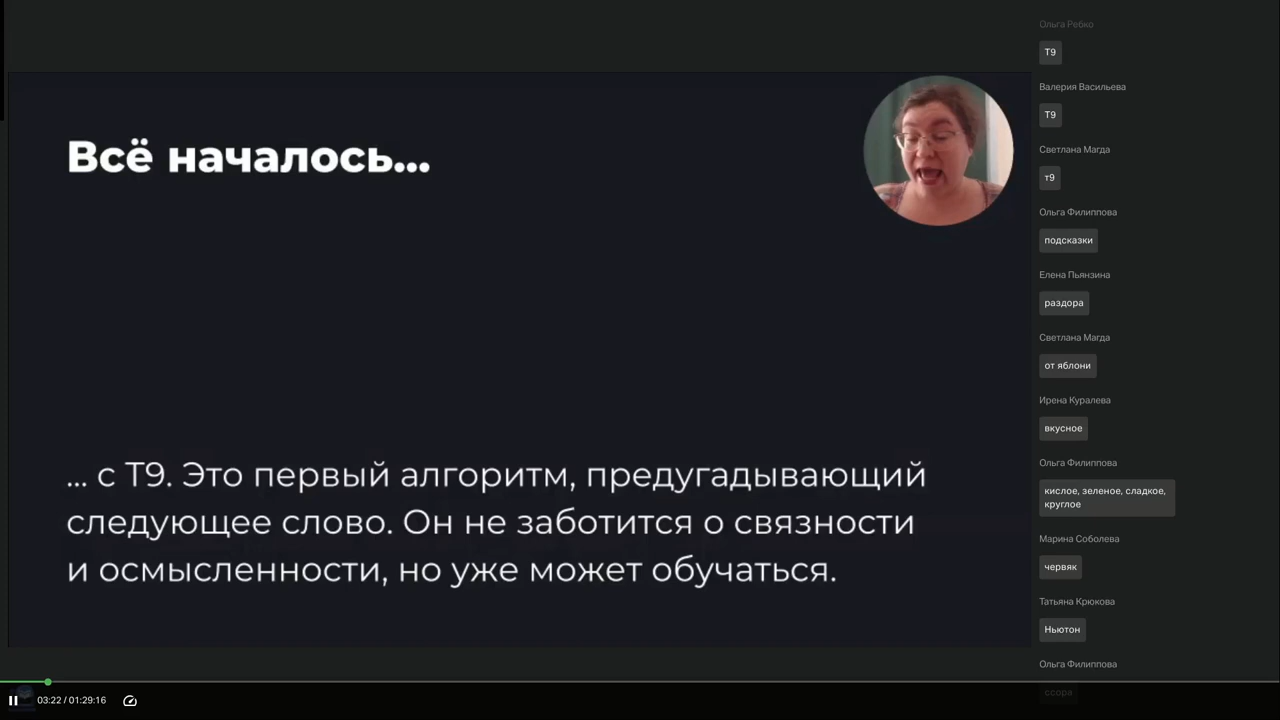 Всё началось...
... с Т9. Это первый алгоритм, предугадывающий
следующее слово. Он не заботится о связности
и осмысленности, но уже может обучаться.
Ольга Ребко
Т9
Валерия Васильева
Т9
Светлана Магда
т9
Ольга Филиппова
подсказки
Елена Пьянзина
раздора
Светлана Магда
от яблони
Ирена Куралева
вкусное
Ольга Филиппова
кислое, зеленое, сладкое,
круглое
Марина Соболева
червяк
Татьяна Крюкова
Ньютон
Ольга Филиппова
ссора
03:22 / 01:29:16